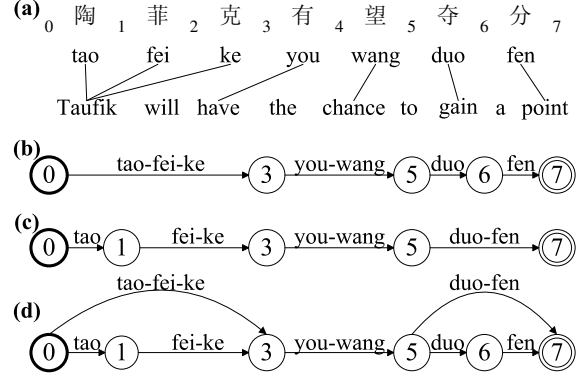 (a) 0 陶 1 菲 2 克 3 有 4 望 5 夺 6 分 7
tao fei ke you wang duo fen
Taufik will have the chance to gain a point
(b) 0 tao-fei-ke 3 you-wang 5 duo 6 fen 7
(c) 0 tao 1 fei-ke 3 you-wang 5 duo-fen 7
tao-fei-ke duo-fen
(d) 0 tao 1 fei-ke 3 you-wang 5 duo 6 fen 7